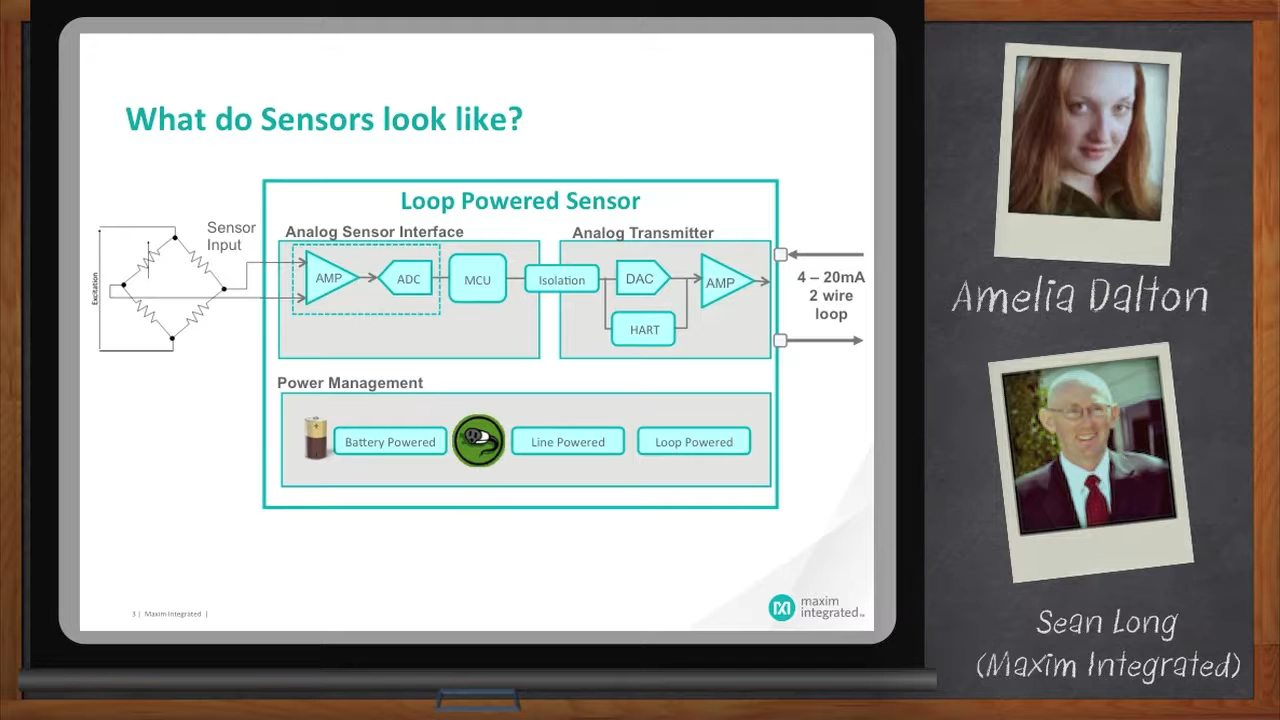 What do Sensors look like?
Loop Powered Sensor
Sensor
Input
Analog Sensor Interface
Analog Transmitter
Excitation
AMP
ADC
MCU
Isolation
DAC
AMP
HART
4 – 20mA
2 wire
loop
Power Management
Battery Powered
Line Powered
Loop Powered
3 | Maxim Integrated |
maxim
integrated™
Amelia Dalton
Sean Long
(Maxim Integrated)